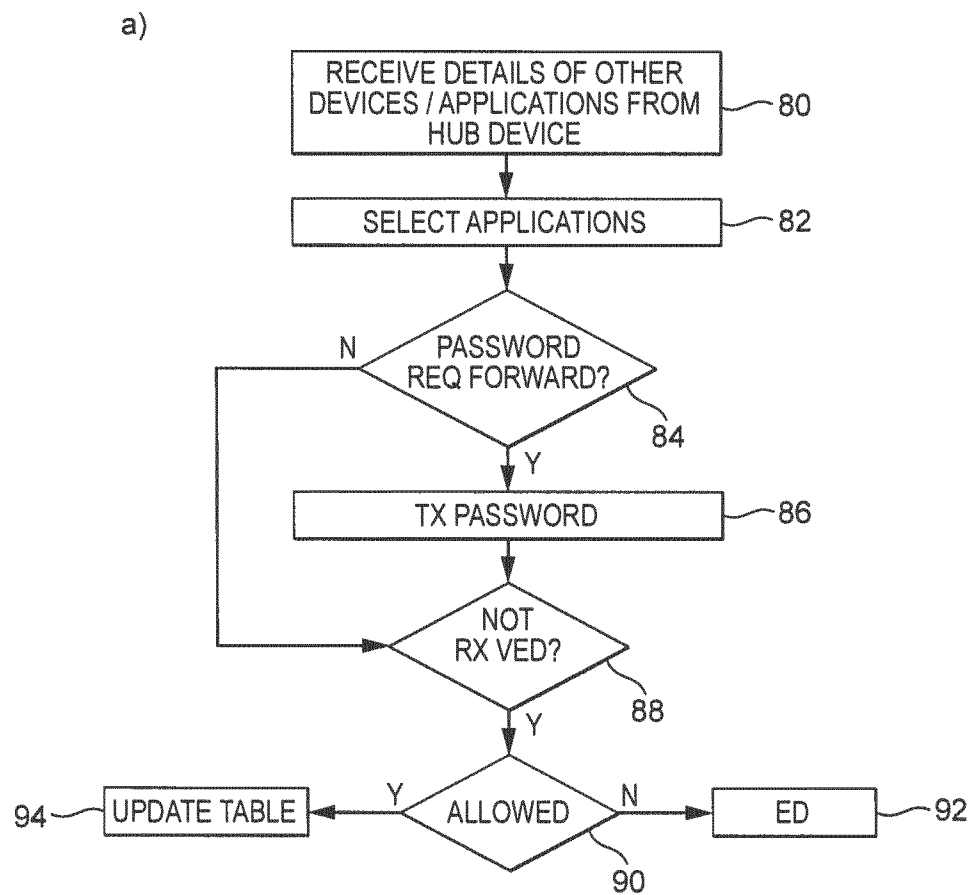 a)
RECEIVE DETAILS OF OTHER
DEVICES / APPLICATIONS FROM
HUB DEVICE
80
SELECT APPLICATIONS
82
N
PASSWORD
REQ FORWARD?
84
Y
TX PASSWORD
86
NOT
RX VED?
88
Y
94
UPDATE TABLE
Y
ALLOWED
N
ED
92
90